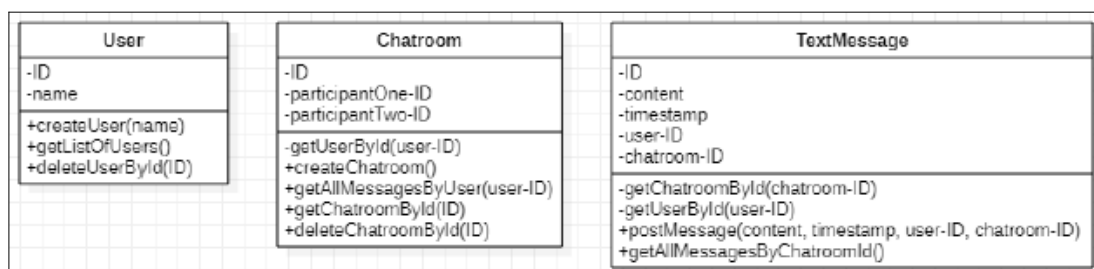 User
-ID
-name
+createUser(name)
+getListOfUsers()
+deleteUserById(ID)
Chatroom
-ID
-participantOne-ID
-participantTwo-ID
-getUserById(user-ID)
+createChatroom()
+getAllMessagesByUser(user-ID)
+getChatroomById(ID)
+deleteChatroomById(ID)
TextMessage
-ID
-content
-timestamp
-user-ID
-chatroom-ID
-getChatroomById(chatroom-ID)
-getUserById(user-ID)
+postMessage(content, timestamp, user-ID, chatroom-ID)
+getAllMessagesByChatroomId()